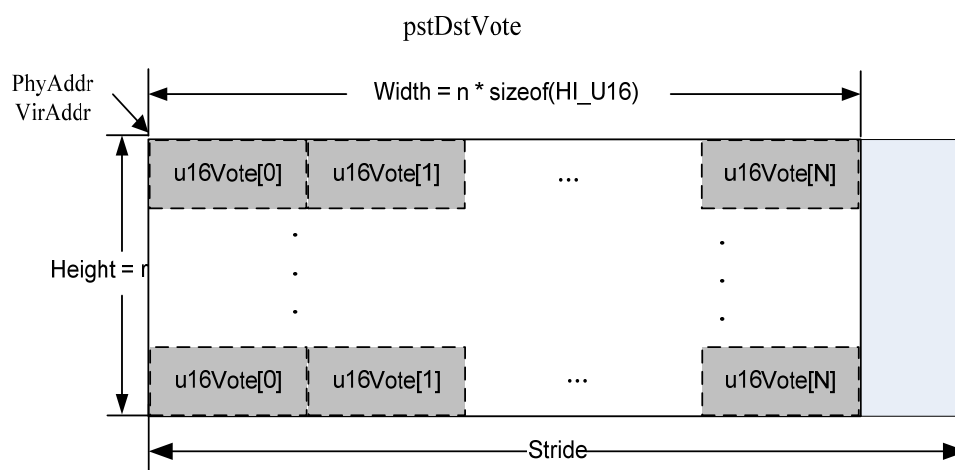 pstDstVote
PhyAddr
VirAddr
Width = n * sizeof(HI_U16)
u16Vote[0] u16Vote[1] ... u16Vote[N]
Height = r
u16Vote[0] u16Vote[1] ... u16Vote[N]
Stride